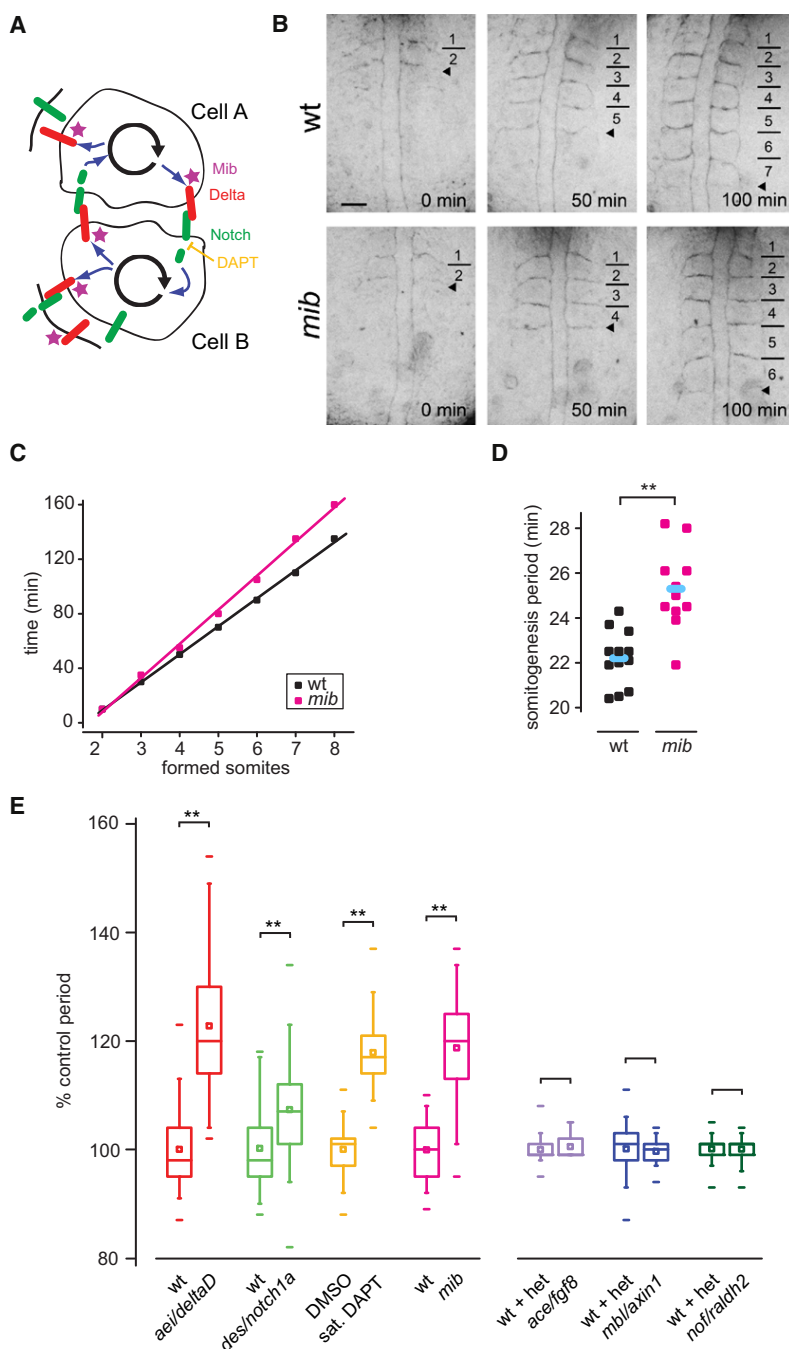 A
Cell A
Mib
Delta
Notch
DAPT
Cell B
B
wt
1
2
0 min
1
2
3
4
5
50 min
1
2
3
4
5
6
7
100 min
mib
1
2
0 min
1
2
3
4
50 min
1
2
3
4
5
6
100 min
C
time (min)
160
120
80
40
0
2 3 4 5 6 7 8
formed somites
wt
mib
D
**
somitogenesis period (min)
28
26
24
22
20
wt mib
E
% control period
160
140
120
100
80
**
**
**
**
wt
aei/deltaD
wt
des/notch1a
DMSO
sat. DAPT
wt
mib
wt + het
ace/fgf8
wt + het
mbl/axin1
wt + het
nof/raldh2